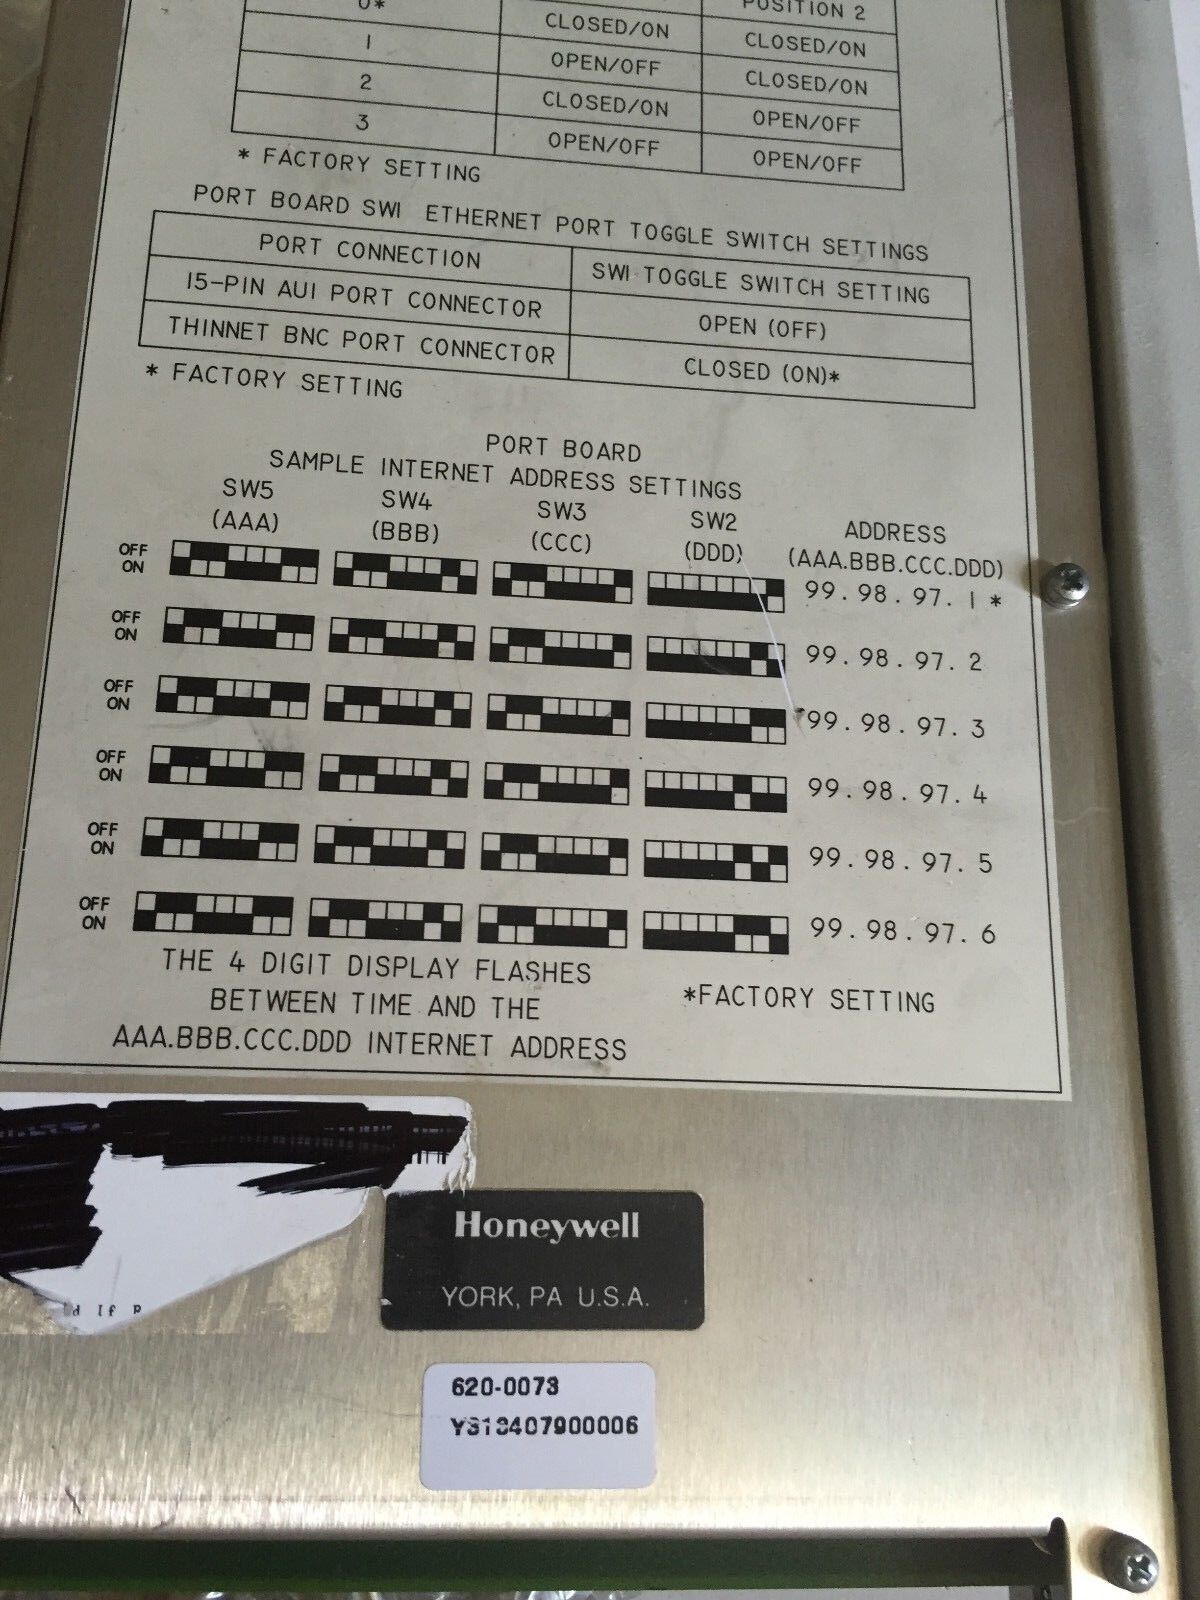 POSITION 2
0* CLOSED/ON CLOSED/ON
1 OPEN/OFF CLOSED/ON
2 CLOSED/ON OPEN/OFF
3 OPEN/OFF OPEN/OFF
* FACTORY SETTING
PORT BOARD SW1 ETHERNET PORT TOGGLE SWITCH SETTINGS
PORT CONNECTION SW1 TOGGLE SWITCH SETTING
15-PIN AUI PORT CONNECTOR OPEN (OFF)
THINNET BNC PORT CONNECTOR CLOSED (ON)*
* FACTORY SETTING
PORT BOARD
SAMPLE INTERNET ADDRESS SETTINGS
SW5 SW4 SW3 SW2 ADDRESS
(AAA) (BBB) (CCC) (DDD) (AAA.BBB.CCC.DDD)
OFF
ON 99.98.97.1*
OFF
ON 99.98.97.2
OFF
ON 99.98.97.3
OFF
ON 99.98.97.4
OFF
ON 99.98.97.5
OFF
ON 99.98.97.6
THE 4 DIGIT DISPLAY FLASHES
BETWEEN TIME AND THE
AAA.BBB.CCC.DDD INTERNET ADDRESS
*FACTORY SETTING
Honeywell
YORK, PA U.S.A.
If
620-0073